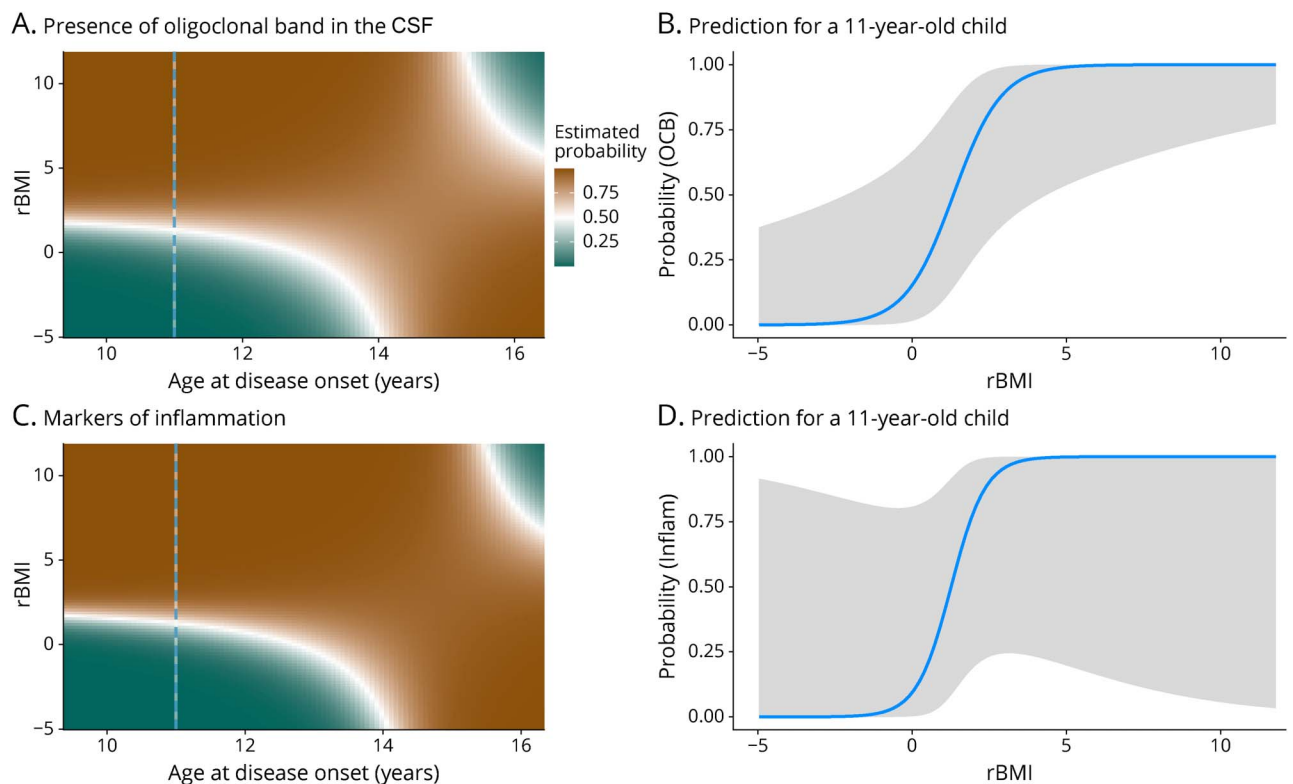 A. Presence of oligoclonal band in the CSF
10
5
0
−5
rBMI
10 12 14 16
Age at disease onset (years)
Estimated
probability
0.75
0.50
0.25
B. Prediction for a 11-year-old child
1.00
0.75
0.50
0.25
0.00
Probability (OCB)
−5 0 5 10
rBMI
C. Markers of inflammation
10
5
0
−5
rBMI
10 12 14 16
Age at disease onset (years)
D. Prediction for a 11-year-old child
1.00
0.75
0.50
0.25
0.00
Probability (Inflam)
−5 0 5 10
rBMI